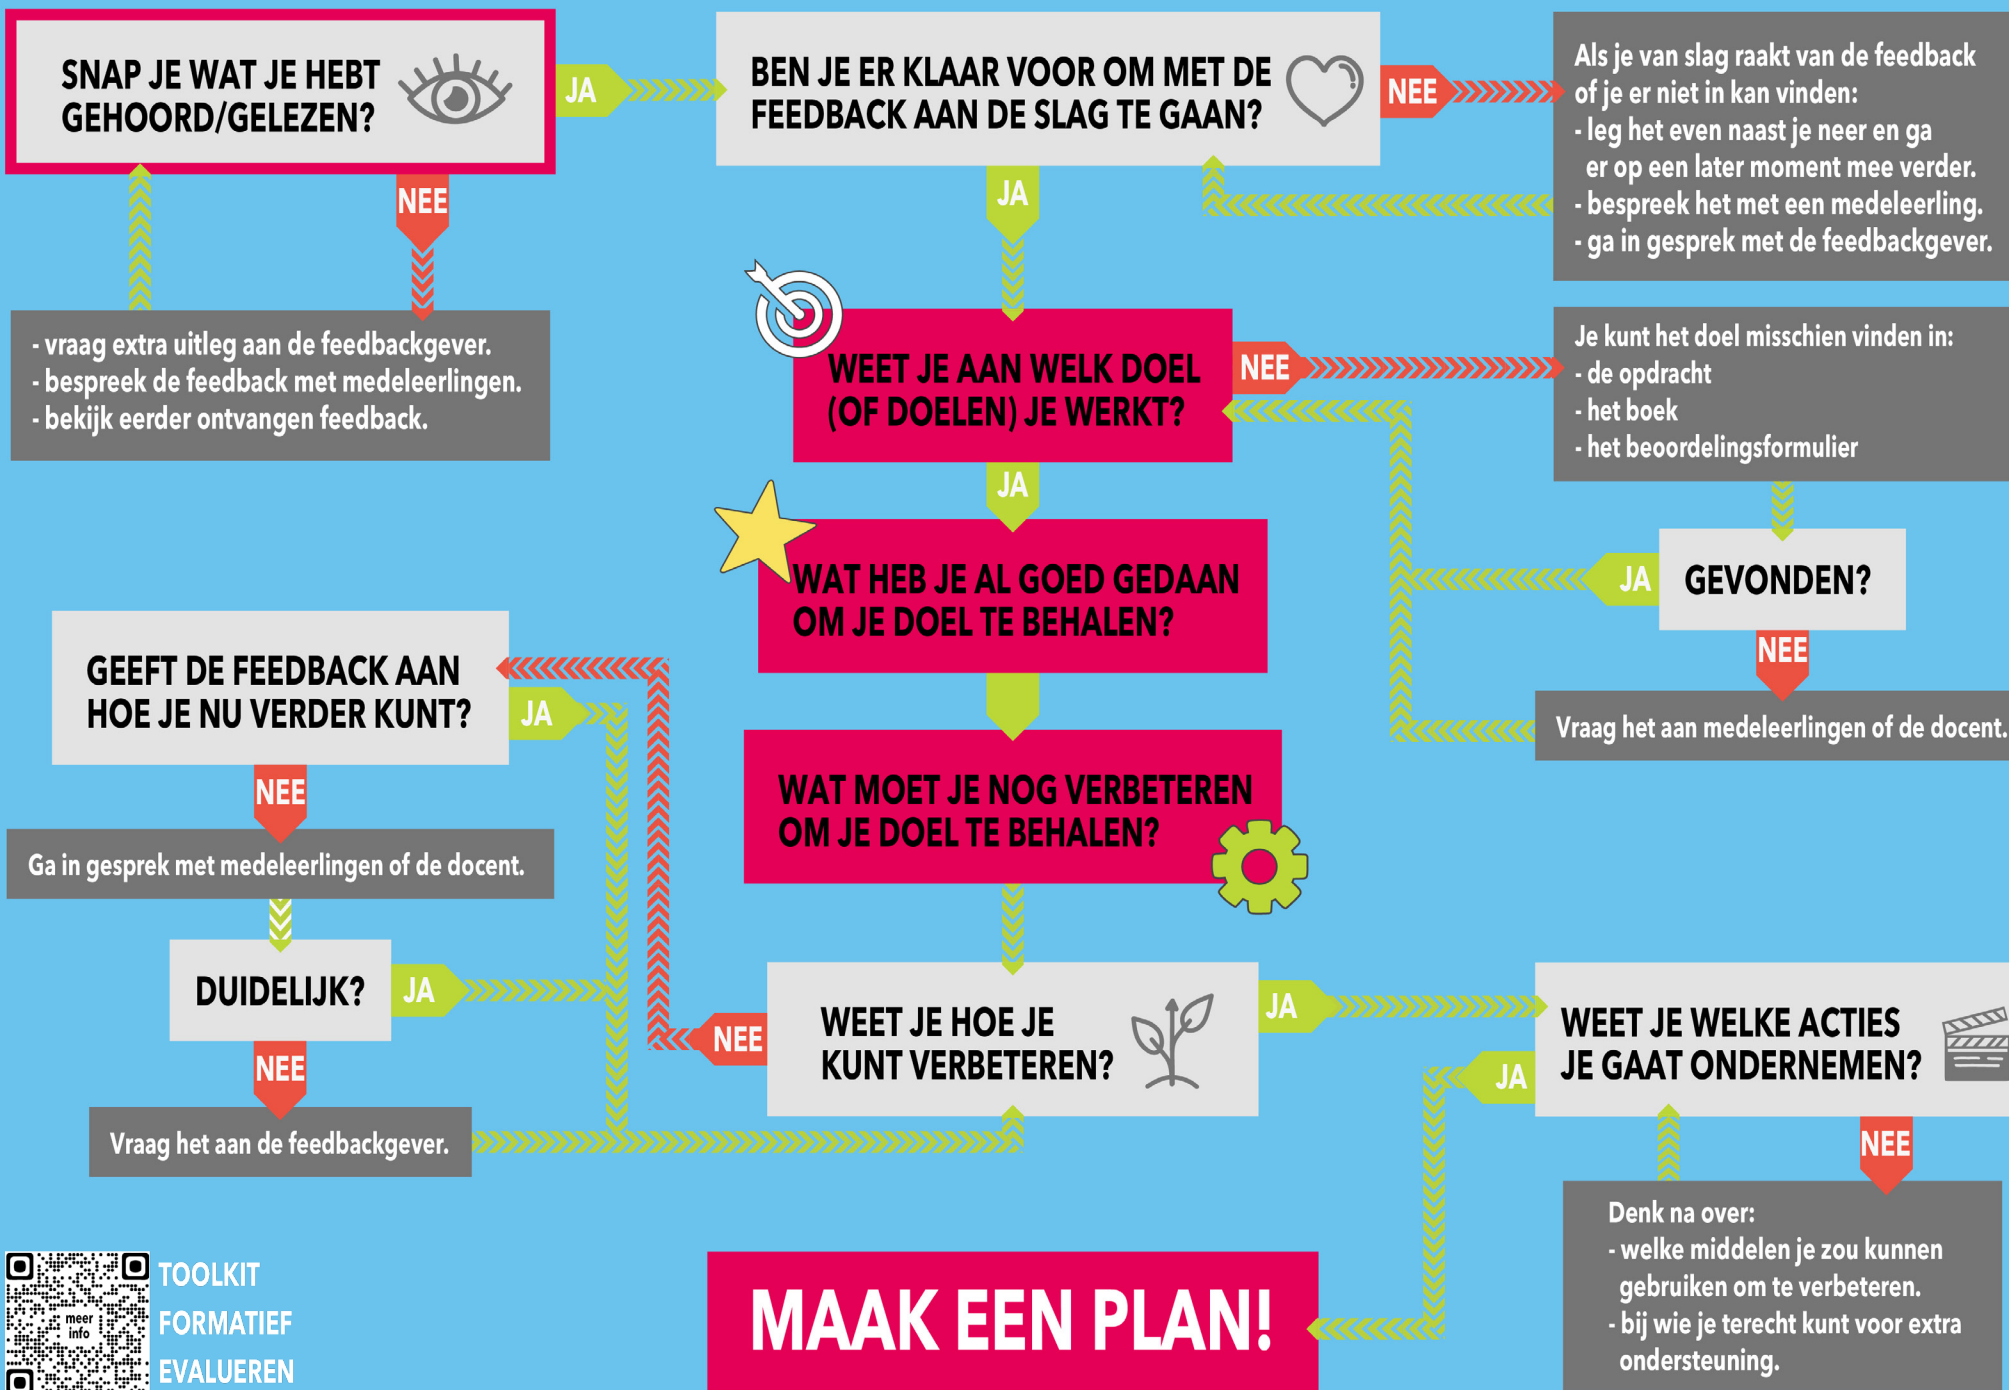 SNAP JE WAT JE HEBT
GEHOORD/GELEZEN?
JA
NEE
- vraag extra uitleg aan de feedbackgever.
- bespreek de feedback met medeleerlingen.
- bekijk eerder ontvangen feedback.
BEN JE ER KLAAR VOOR OM MET DE
FEEDBACK AAN DE SLAG TE GAAN?
NEE
JA
Als je van slag raakt van de feedback
of je er niet in kan vinden:
- leg het even naast je neer en ga
er op een later moment mee verder.
- bespreek het met een medeleerling.
- ga in gesprek met de feedbackgever.
WEET JE AAN WELK DOEL
(OF DOELEN) JE WERKT?
NEE
JA
Je kunt het doel misschien vinden in:
- de opdracht
- het boek
- het beoordelingsformulier
GEVONDEN?
JA
NEE
Vraag het aan medeleerlingen of de docent.
WAT HEB JE AL GOED GEDAAN
OM JE DOEL TE BEHALEN?
WAT MOET JE NOG VERBETEREN
OM JE DOEL TE BEHALEN?
WEET JE HOE JE
KUNT VERBETEREN?
NEE
JA
GEEFT DE FEEDBACK AAN
HOE JE NU VERDER KUNT?
JA
NEE
Ga in gesprek met medeleerlingen of de docent.
DUIDELIJK?
JA
NEE
Vraag het aan de feedbackgever.
WEET JE WELKE ACTIES
JE GAAT ONDERNEMEN?
JA
NEE
Denk na over:
- welke middelen je zou kunnen
gebruiken om te verbeteren.
- bij wie je terecht kunt voor extra
ondersteuning.
MAAK EEN PLAN!
meer
info
TOOLKIT
FORMATIEF
EVALUEREN